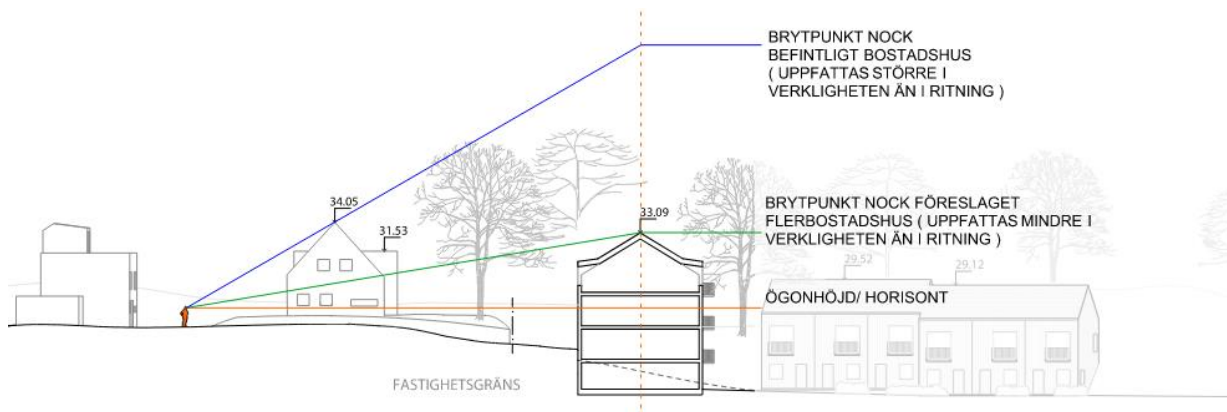 BRYTPUNKT NOCK
BEFINTLIGT BOSTADSHUS
( UPPFATTAS STÖRRE I
VERKLIGHETEN ÄN I RITNING )
34.05
31.53
33.09
BRYTPUNKT NOCK FÖRESLAGET
FLERBOSTADSHUS ( UPPFATTAS MINDRE I
VERKLIGHETEN ÄN I RITNING )
29.52
29.12
ÖGONHÖJD/ HORISONT
FASTIGHETSGRÄNS